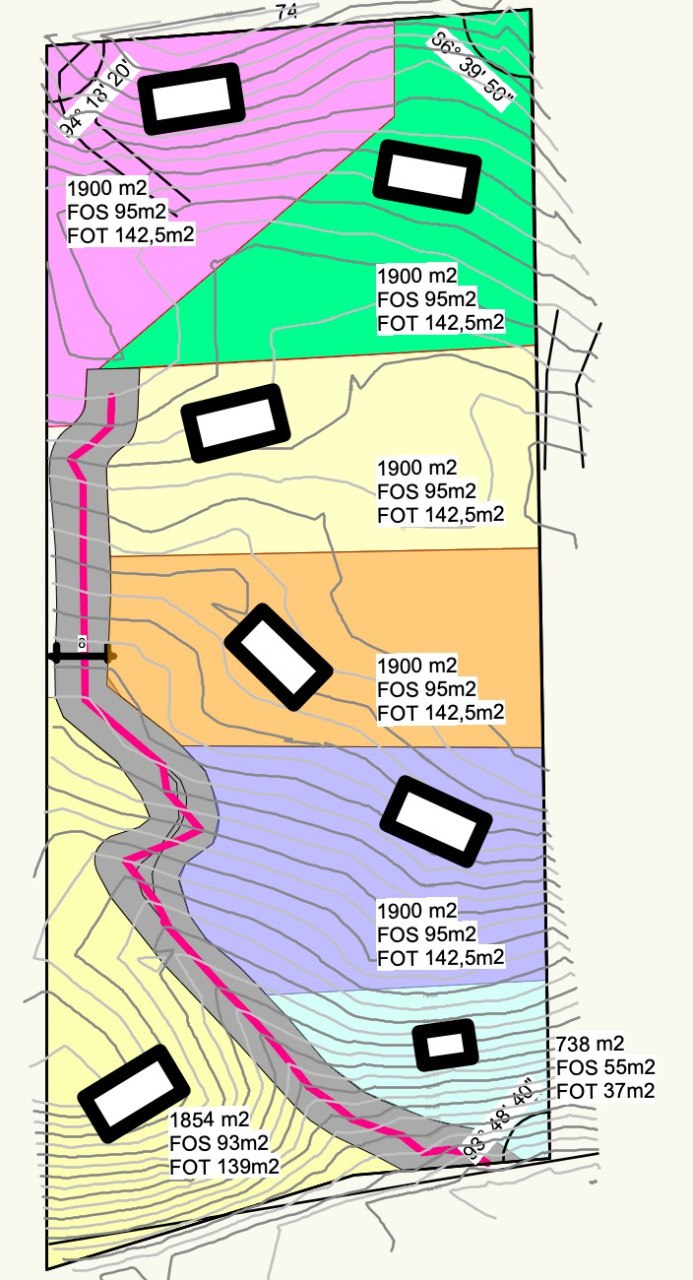 74
94° 18' 20"
86° 39' 50"
1900 m2
FOS 95m2
FOT 142,5m2
1900 m2
FOS 95m2
FOT 142,5m2
1900 m2
FOS 95m2
FOT 142,5m2
8
1900 m2
FOS 95m2
FOT 142,5m2
1900 m2
FOS 95m2
FOT 142,5m2
738 m2
FOS 55m2
FOT 37m2
93° 48' 40"
1854 m2
FOS 93m2
FOT 139m2